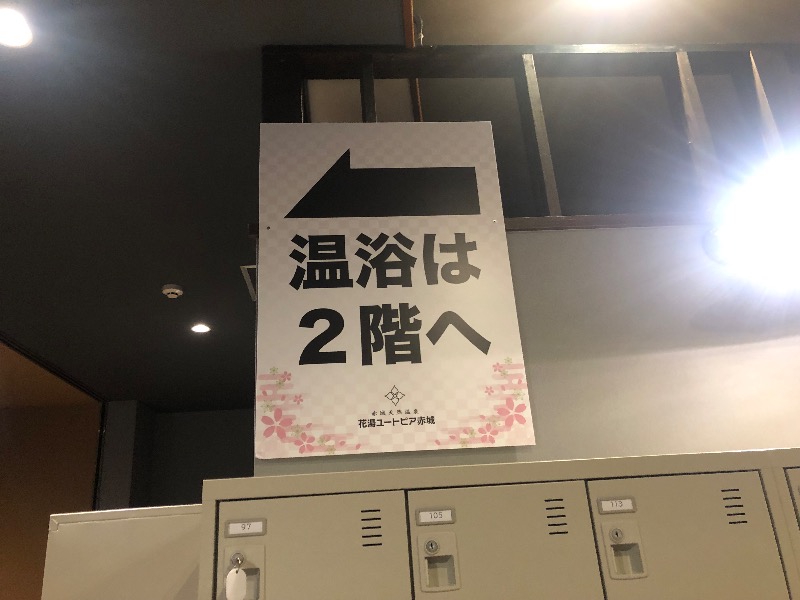 温浴は
２階へ
赤城天然温泉
花湯ユートピア赤城
97
105
113